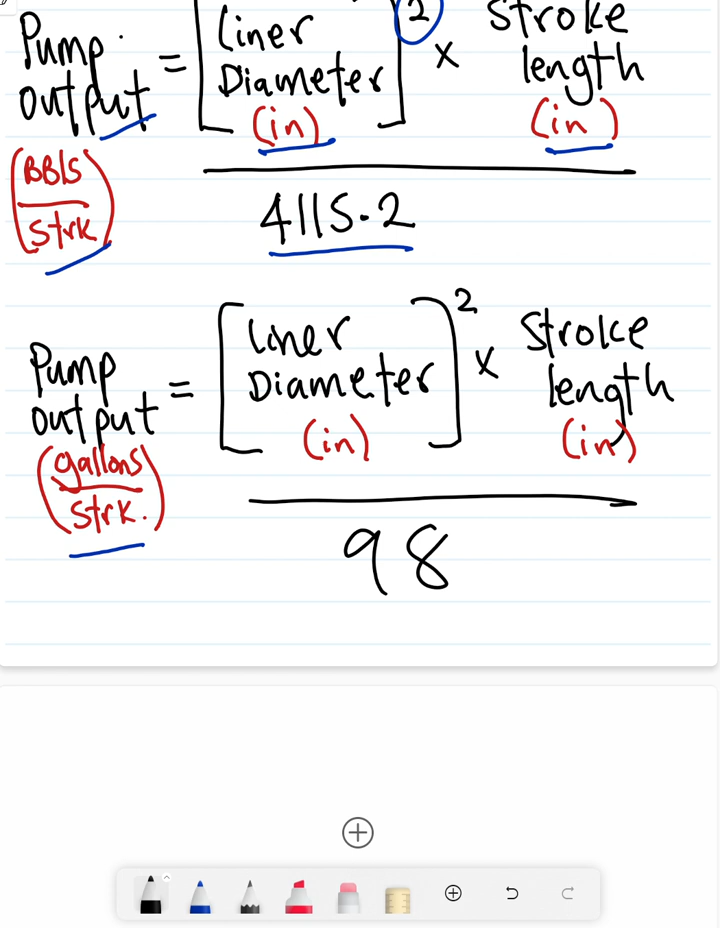 Pump output = [Liner Diameter (in)]² × Stroke length (in)
(BBls / Strk)
4115.2
Pump output = [Liner Diameter (in)]² × Stroke length (in)
(gallons / Strk.)
98